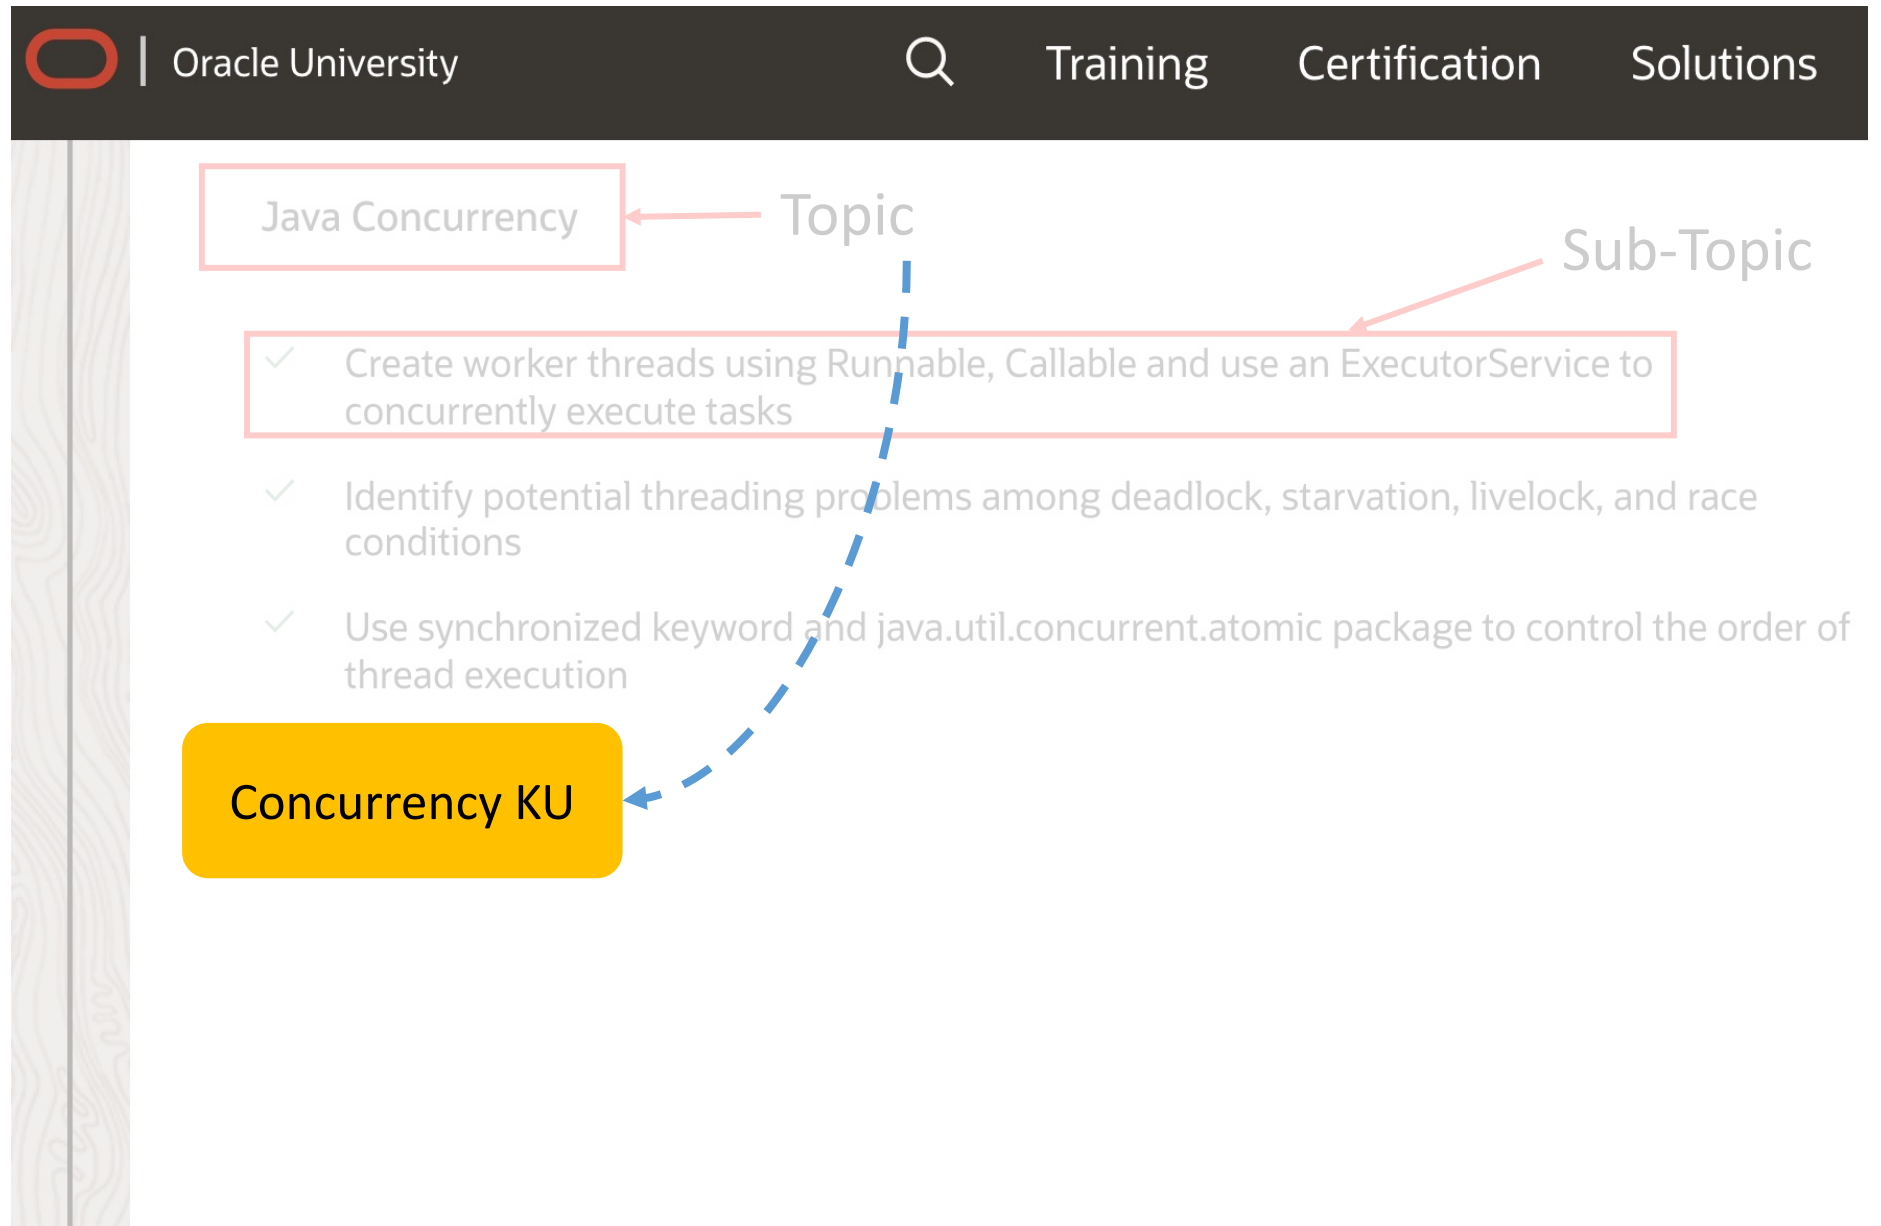 Oracle University
Training
Certification
Solutions
Java Concurrency
Topic
Sub-Topic
Create worker threads using Runnable, Callable and use an ExecutorService to
concurrently execute tasks
Identify potential threading problems among deadlock, starvation, livelock, and race
conditions
Use synchronized keyword and java.util.concurrent.atomic package to control the order of
thread execution
Concurrency KU